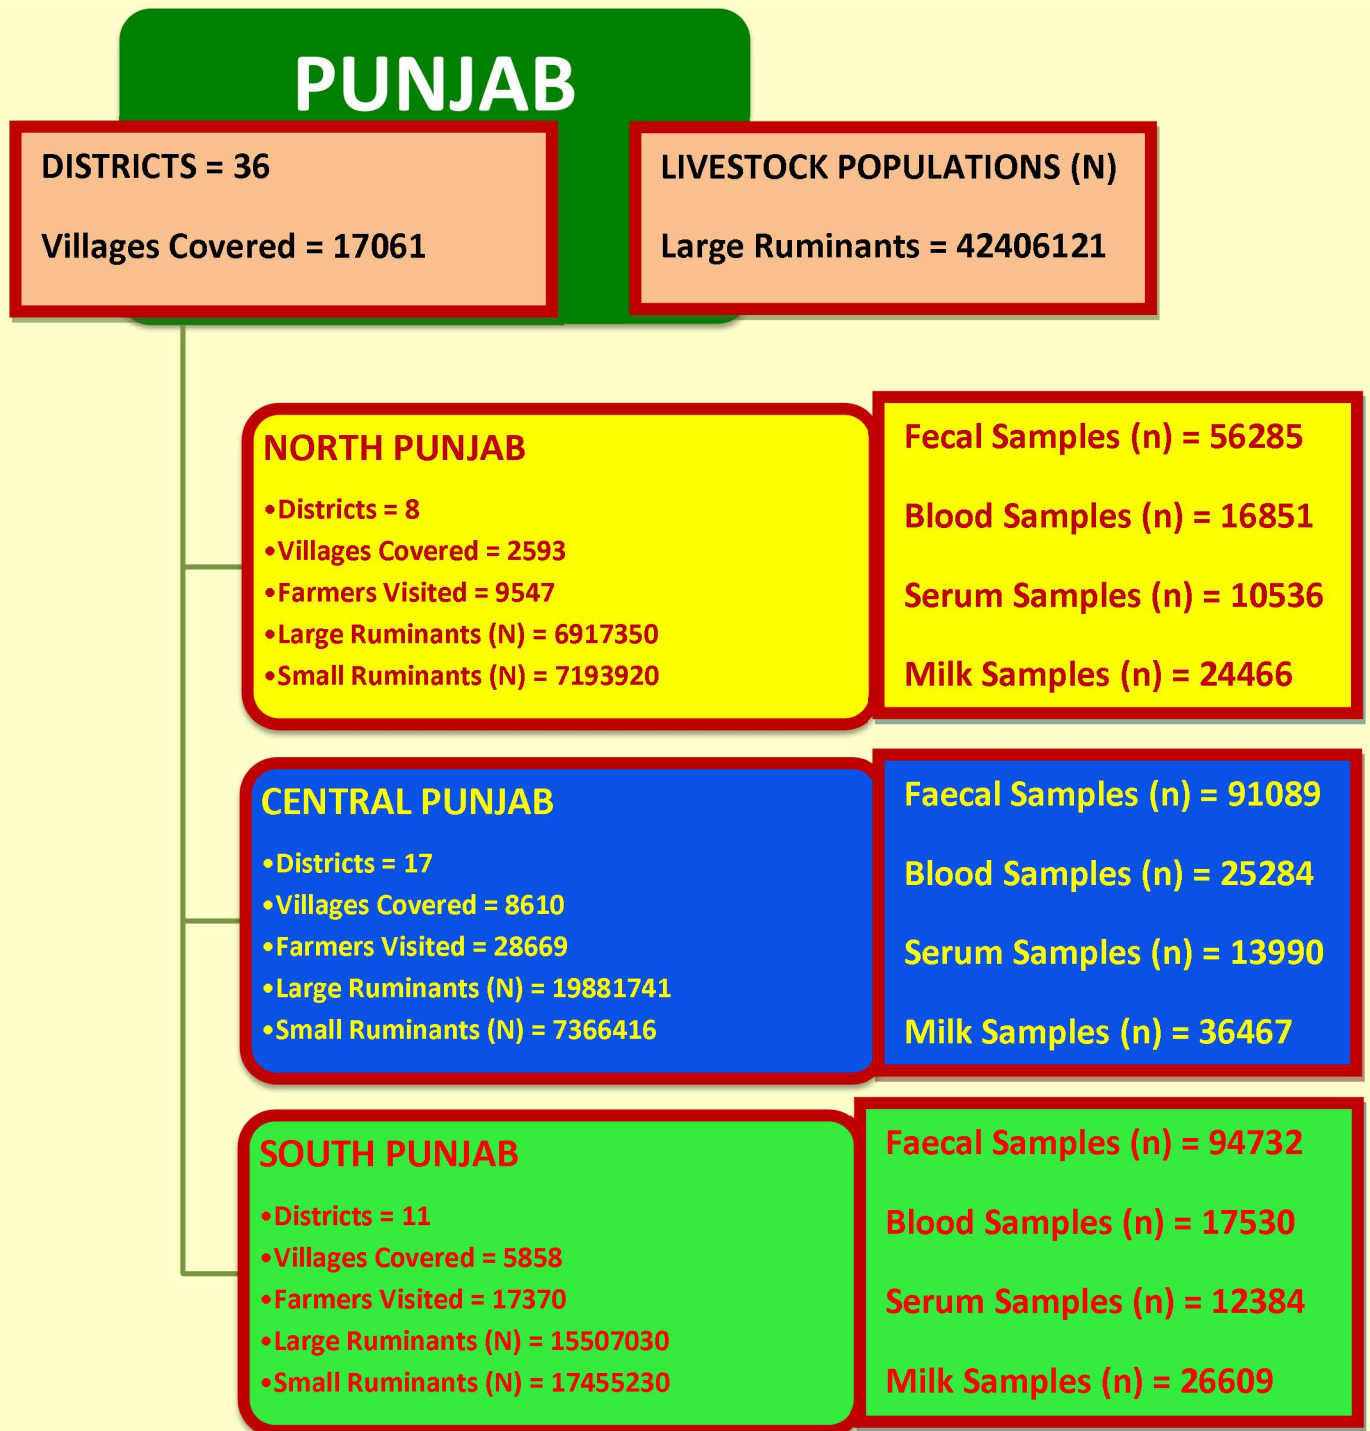 PUNJAB
DISTRICTS = 36
Villages Covered = 17061
LIVESTOCK POPULATIONS (N)
Large Ruminants = 42406121
NORTH PUNJAB
•Districts = 8
•Villages Covered = 2593
•Farmers Visited = 9547
•Large Ruminants (N) = 6917350
•Small Ruminants (N) = 7193920
Fecal Samples (n) = 56285
Blood Samples (n) = 16851
Serum Samples (n) = 10536
Milk Samples (n) = 24466
CENTRAL PUNJAB
•Districts = 17
•Villages Covered = 8610
•Farmers Visited = 28669
•Large Ruminants (N) = 19881741
•Small Ruminants (N) = 7366416
Faecal Samples (n) = 91089
Blood Samples (n) = 25284
Serum Samples (n) = 13990
Milk Samples (n) = 36467
SOUTH PUNJAB
•Districts = 11
•Villages Covered = 5858
•Farmers Visited = 17370
•Large Ruminants (N) = 15507030
•Small Ruminants (N) = 17455230
Faecal Samples (n) = 94732
Blood Samples (n) = 17530
Serum Samples (n) = 12384
Milk Samples (n) = 26609